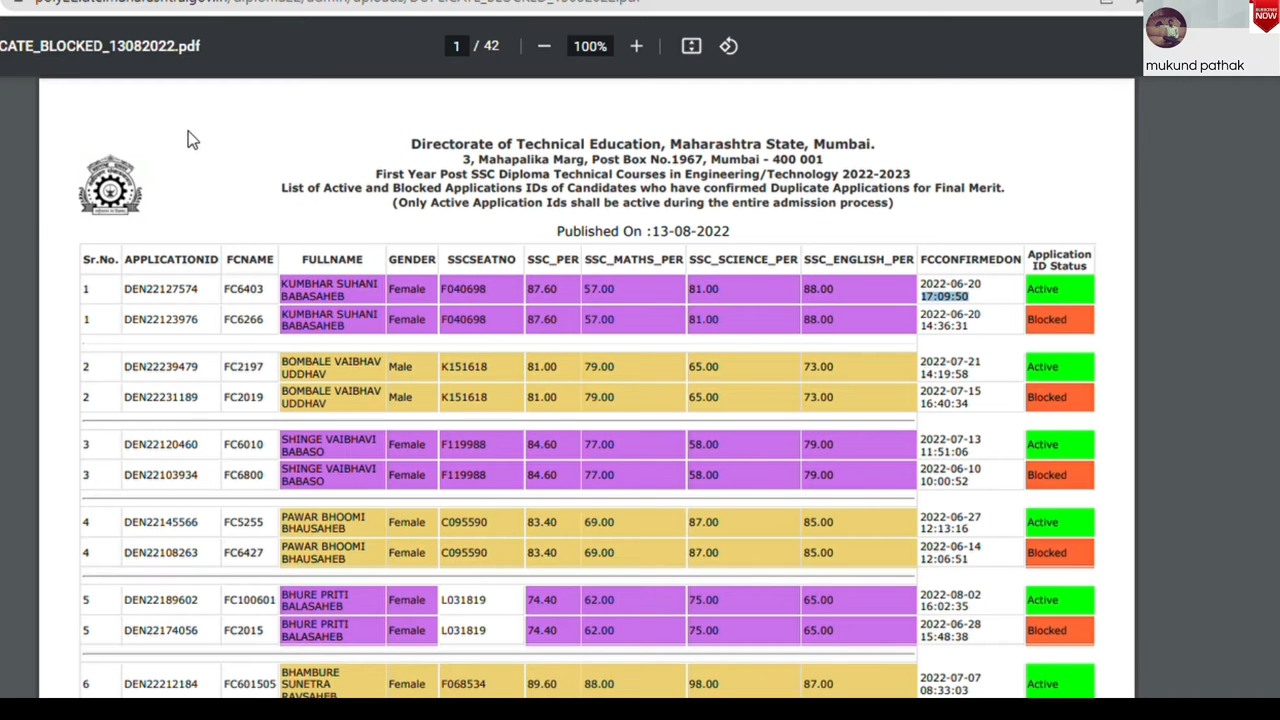 CATE_BLOCKED_13082022.pdf
1 / 42
100%
SUBSCRIBE
NOW
mukund pathak
Directorate of Technical Education, Maharashtra State, Mumbai.
3, Mahapalika Marg, Post Box No.1967, Mumbai - 400 001
First Year Post SSC Diploma Technical Courses in Engineering/Technology 2022-2023
List of Active and Blocked Applications IDs of Candidates who have confirmed Duplicate Applications for Final Merit.
(Only Active Application Ids shall be active during the entire admission process)
Published On :13-08-2022
Sr.No. APPLICATIONID FCNAME FULLNAME GENDER SSCSEATNO SSC_PER SSC_MATHS_PER SSC_SCIENCE_PER SSC_ENGLISH_PER FCCONFIRMEDON Application ID Status
1 DEN22127574 FC6403 KUMBHAR SUHANI BABASAHEB Female F040698 87.60 57.00 81.00 88.00 2022-06-20 17:09:50 Active
1 DEN22123976 FC6266 KUMBHAR SUHANI BABASAHEB Female F040698 87.60 57.00 81.00 88.00 2022-06-20 14:36:31 Blocked
2 DEN22239479 FC2197 BOMBALE VAIBHAV UDDHAV Male K151618 81.00 79.00 65.00 73.00 2022-07-21 14:19:58 Active
2 DEN22231189 FC2019 BOMBALE VAIBHAV UDDHAV Male K151618 81.00 79.00 65.00 73.00 2022-07-15 16:40:34 Blocked
3 DEN22120460 FC6010 SHINGE VAIBHAVI BABASO Female F119988 84.60 77.00 58.00 79.00 2022-07-13 11:51:06 Active
3 DEN22103934 FC6800 SHINGE VAIBHAVI BABASO Female F119988 84.60 77.00 58.00 79.00 2022-06-10 10:00:52 Blocked
4 DEN22145566 FC5255 PAWAR BHOOMI BHAUSAHEB Female C095590 83.40 69.00 87.00 85.00 2022-06-27 12:13:16 Active
4 DEN22108263 FC6427 PAWAR BHOOMI BHAUSAHEB Female C095590 83.40 69.00 87.00 85.00 2022-06-14 12:06:51 Blocked
5 DEN22189602 FC100601 BHURE PRITI BALASAHEB Female L031819 74.40 62.00 75.00 65.00 2022-08-02 16:02:35 Active
5 DEN22174056 FC2015 BHURE PRITI BALASAHEB Female L031819 74.40 62.00 75.00 65.00 2022-06-28 15:48:38 Blocked
6 DEN22212184 FC601505 BHAMBURE SUNETRA RAVSAHEB Female F068534 89.60 88.00 98.00 87.00 2022-07-07 08:33:03 Active